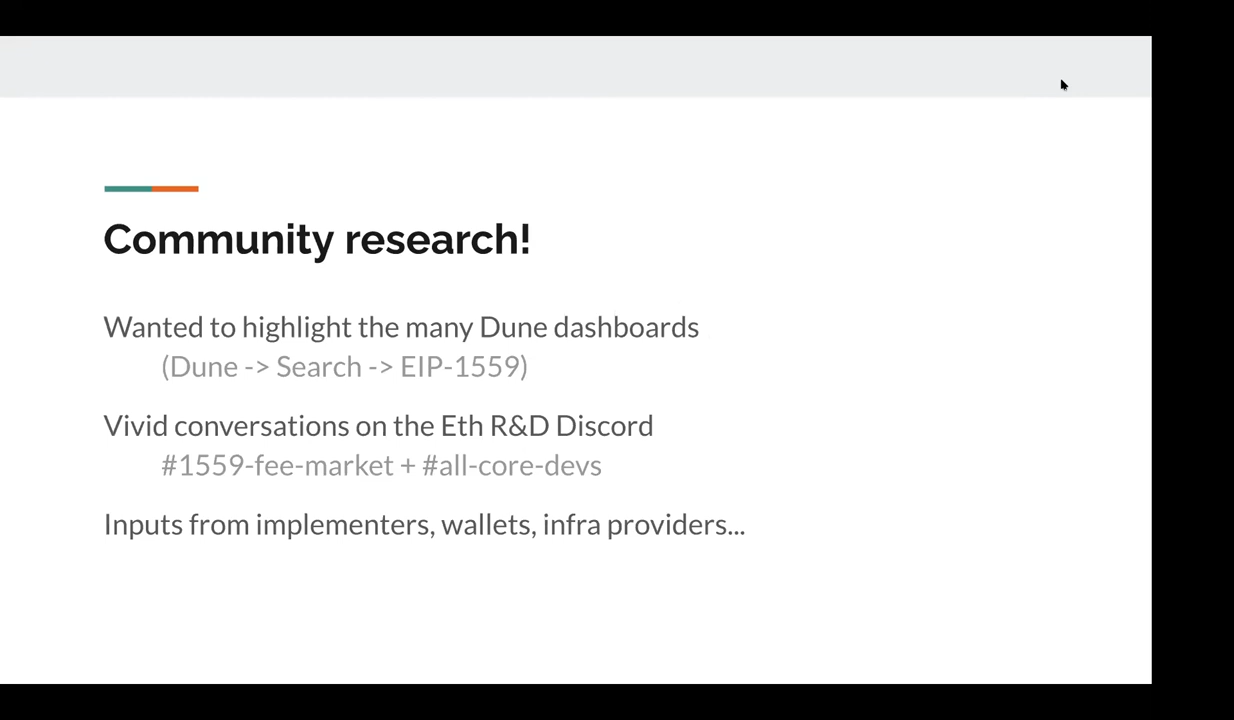 Community research!
Wanted to highlight the many Dune dashboards
(Dune -> Search -> EIP-1559)
Vivid conversations on the Eth R&D Discord
#1559-fee-market + #all-core-devs
Inputs from implementers, wallets, infra providers...